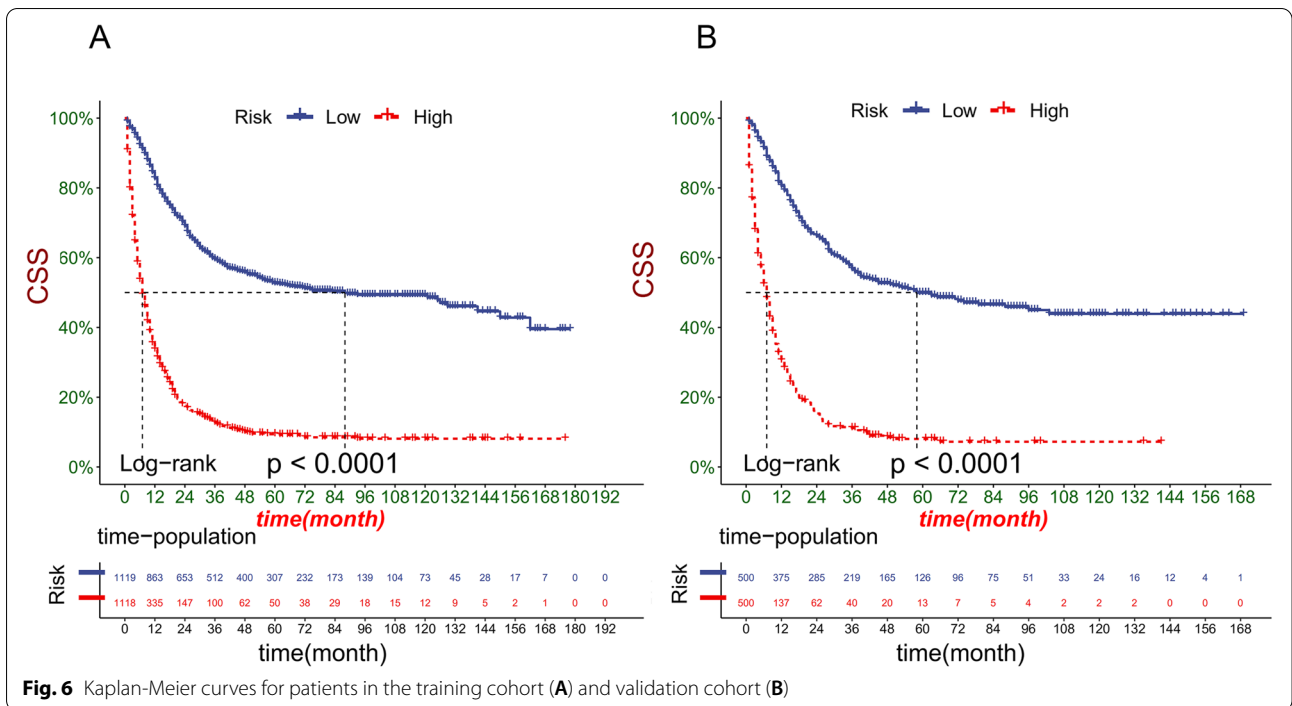 A
Risk Low High
100%
80%
60%
40%
20%
0%
CSS
Log-rank p < 0.0001
0 12 24 36 48 60 72 84 96 108 120 132 144 156 168 180 192
time(month)
time-population
Risk
1119 863 653 512 400 307 232 173 139 104 73 45 28 17 7 0 0
1118 335 147 100 62 50 38 29 18 15 12 9 5 2 1 0 0
0 12 24 36 48 60 72 84 96 108 120 132 144 156 168 180 192
time(month)
B
Risk Low High
100%
80%
60%
40%
20%
0%
CSS
Log-rank p < 0.0001
0 12 24 36 48 60 72 84 96 108 120 132 144 156 168
time(month)
time-population
Risk
500 375 285 219 165 126 96 75 51 33 24 16 12 4 1
500 137 62 40 20 13 7 5 4 2 2 2 0 0 0
0 12 24 36 48 60 72 84 96 108 120 132 144 156 168
time(month)
Fig. 6 Kaplan-Meier curves for patients in the training cohort (A) and validation cohort (B)